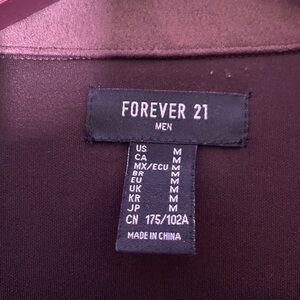 FOREVER 21
MEN
US M
CA M
MX/ECU M
BR M
EU M
UK M
KR M
JP M
CN 175/102A
MADE IN CHINA